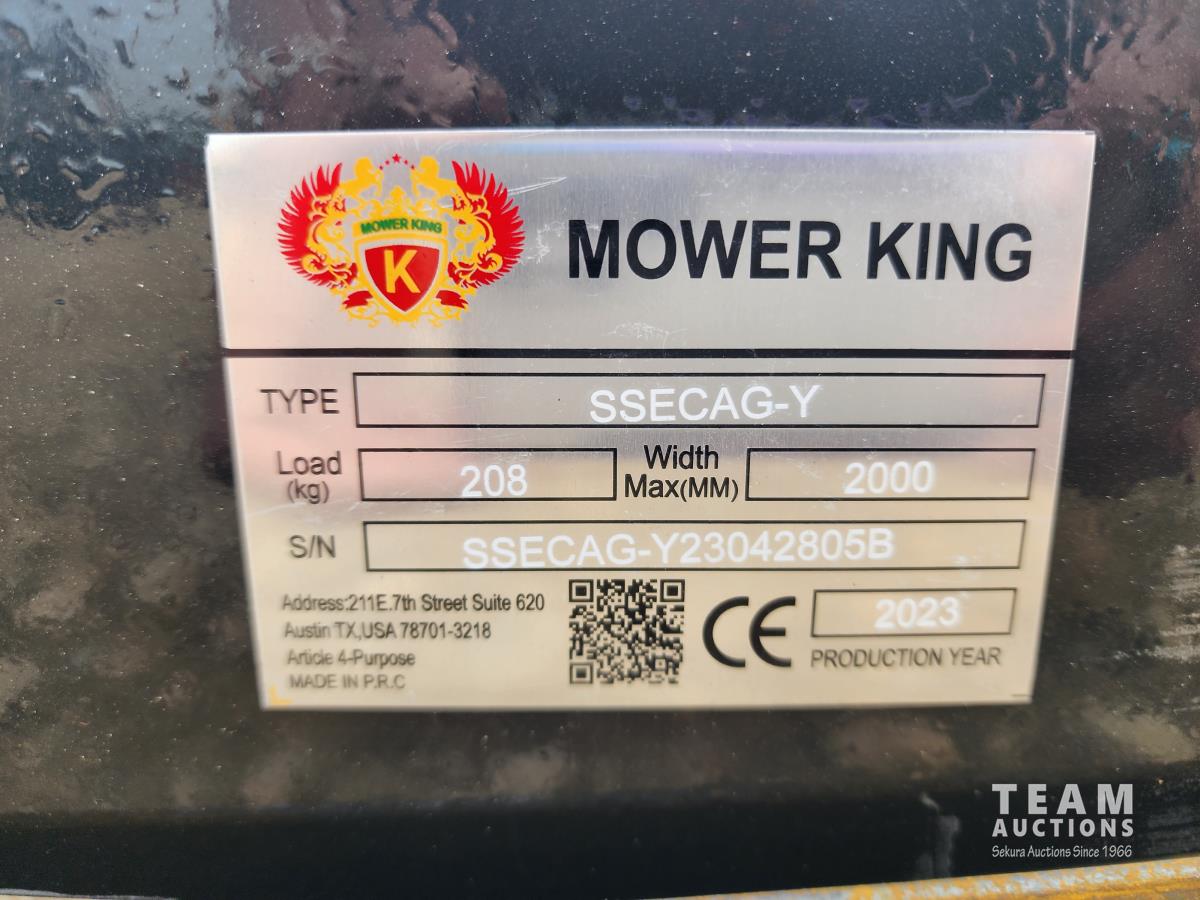 MOWER KING
K
MOWER KING
TYPE SSECAG-Y
Load (kg) 208 Width Max(MM) 2000
S/N SSECAG-Y23042805B
Address:211E.7th Street Suite 620
Austin TX,USA 78701-3218
Article 4-Purpose
MADE IN P.R.C
CE
2023
PRODUCTION YEAR
TEAM
AUCTIONS
Sekura Auctions Since 1966